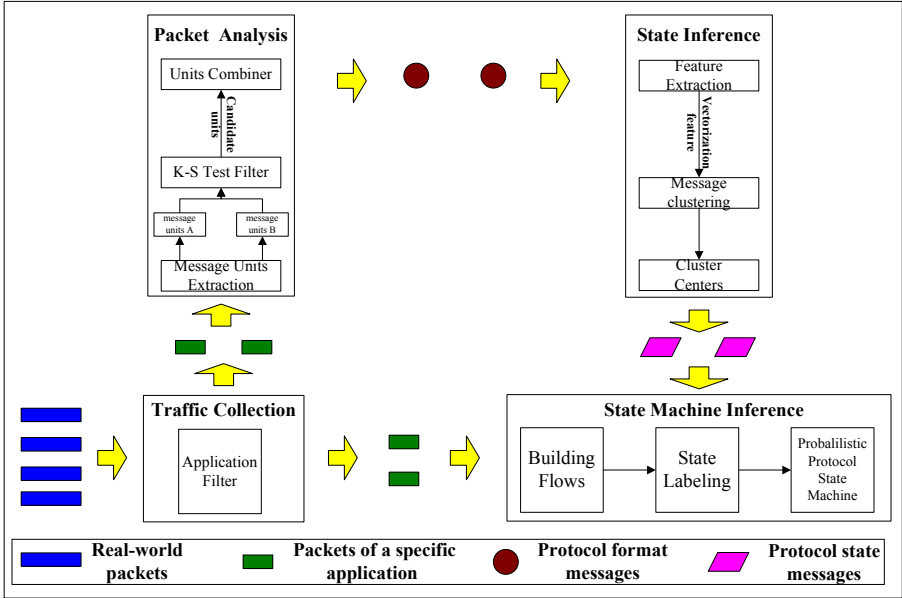 Packet Analysis
Units Combiner
Candidate
units
K-S Test Filter
message
units A
message
units B
Message Units
Extraction
State Inference
Feature
Extraction
Vectorization
feature
Message
clustering
Cluster
Centers
Traffic Collection
Application
Filter
State Machine Inference
Building
Flows
State
Labeling
Probalilistic
Protocol
State
Machine
Real-world
packets
Packets of a specific
application
Protocol format
messages
Protocol state
messages